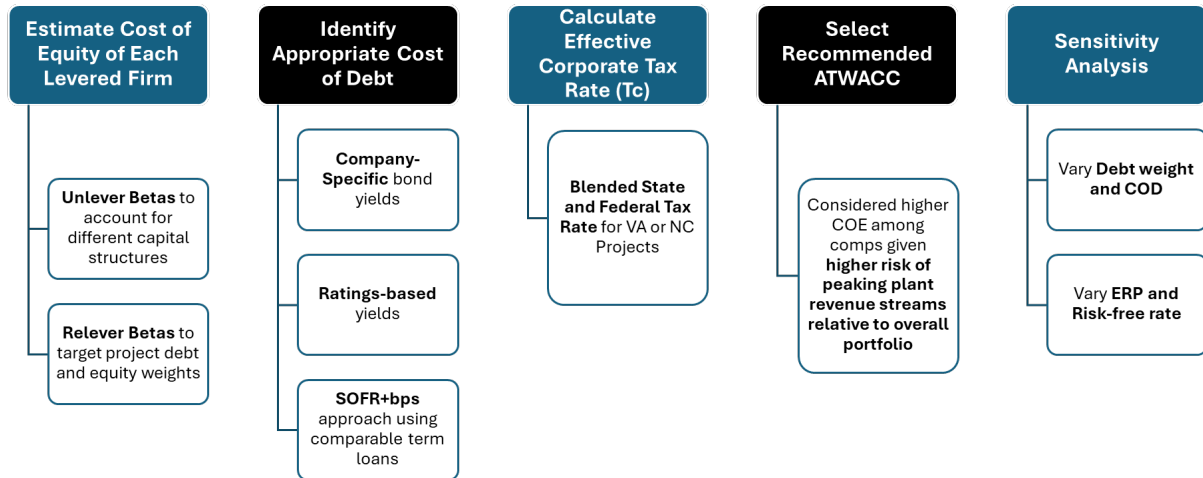 Estimate Cost of
Equity of Each
Levered Firm
Unlever Betas to
account for
different capital
structures
Relever Betas to
target project debt
and equity weights
Identify
Appropriate Cost
of Debt
Company-
Specific bond
yields
Ratings-based
yields
SOFR+bps
approach using
comparable term
loans
Calculate
Effective
Corporate Tax
Rate (Tc)
Blended State
and Federal Tax
Rate for VA or NC
Projects
Select
Recommended
ATWACC
Considered higher
COE among
comps given
higher risk of
peaking plant
revenue streams
relative to overall
portfolio
Sensitivity
Analysis
Vary Debt weight
and COD
Vary ERP and
Risk-free rate